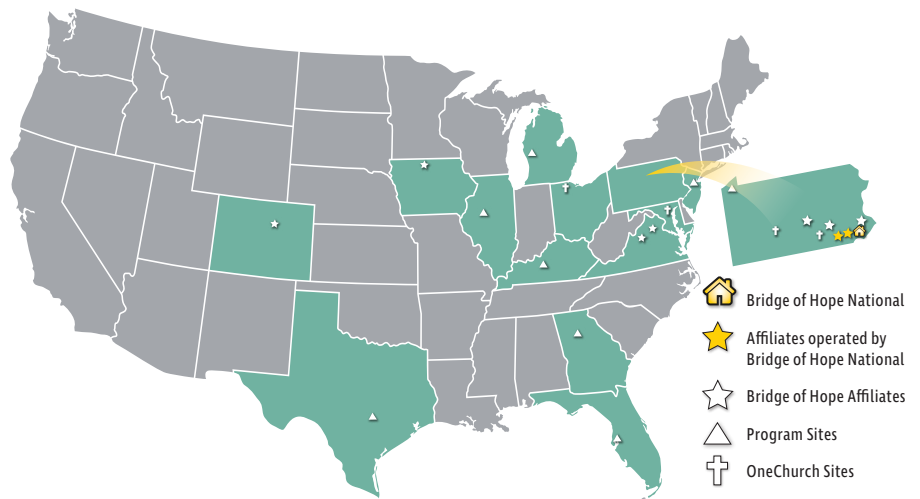 Bridge of Hope National
Affiliates operated by
Bridge of Hope National
Bridge of Hope Affiliates
Program Sites
OneChurch Sites